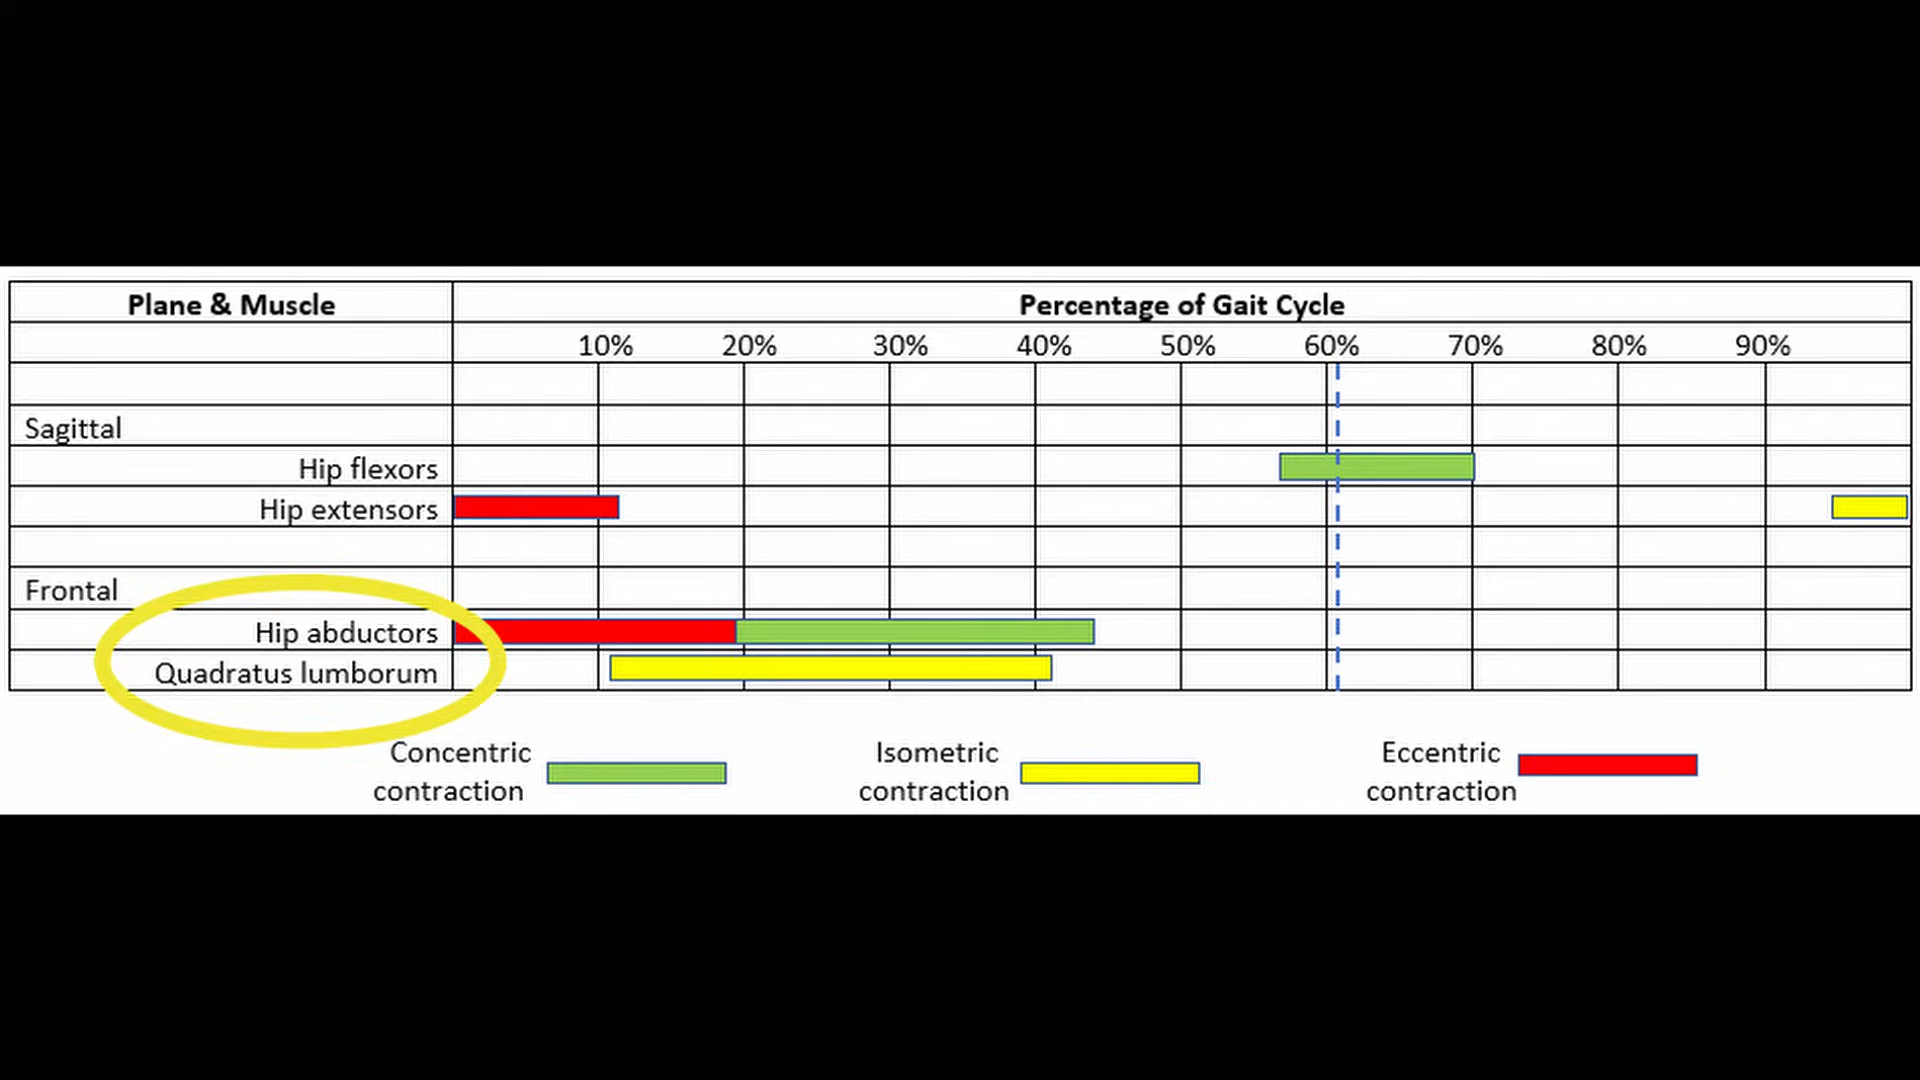 Plane & Muscle
Percentage of Gait Cycle
10% 20% 30% 40% 50% 60% 70% 80% 90%
Sagittal
Hip flexors
Hip extensors
Frontal
Hip abductors
Quadratus lumborum
Concentric
contraction
Isometric
contraction
Eccentric
contraction